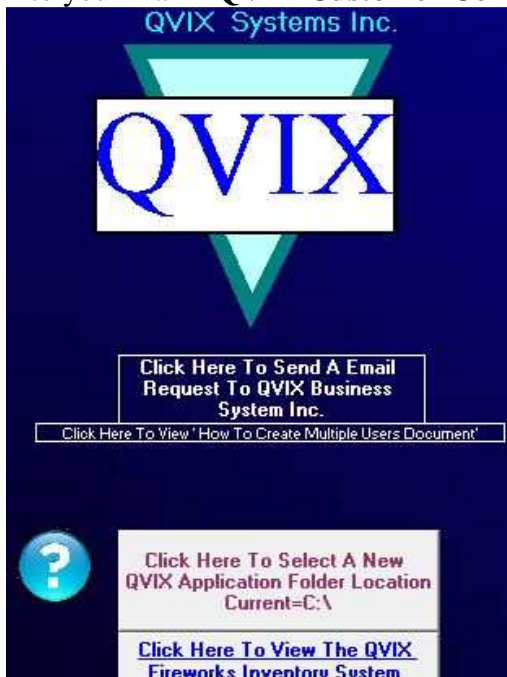 QVIX Systems Inc.
QVIX
Click Here To Send A Email
Request To QVIX Business
System Inc.
Click Here To View ' How To Create Multiple Users Document'
Click Here To Select A New
QVIX Application Folder Location
Current=C:\
Click Here To View The QVIX
Fireworks Inventory System